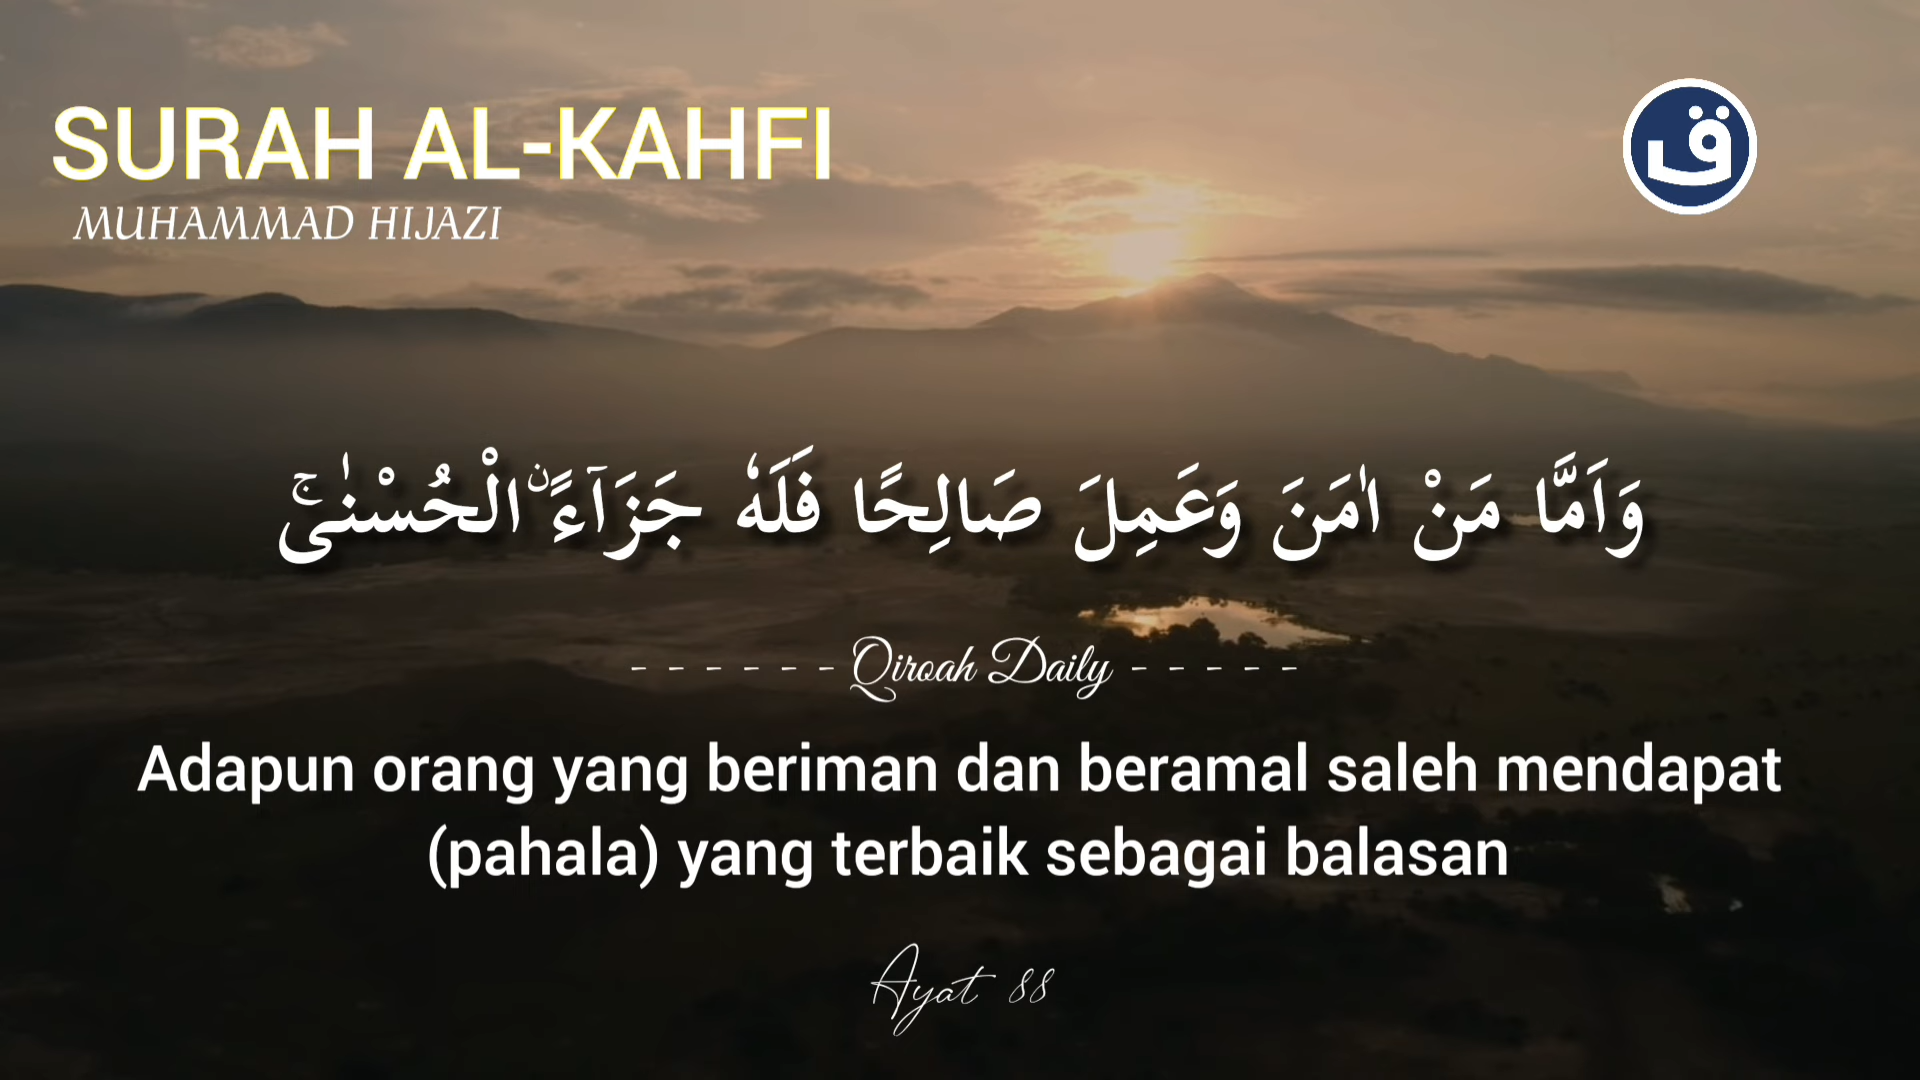 SURAH AL-KAHFI
MUHAMMAD HIJAZI
ق
وَاَمَّا مَنْ اٰمَنَ وَعَمِلَ صَالِحًا فَلَهٗ جَزَاۤءً ۨالْحُسْنٰىۚ
- - - - - - Qiroah Daily - - - - -
Adapun orang yang beriman dan beramal saleh mendapat
(pahala) yang terbaik sebagai balasan
Ayat 88